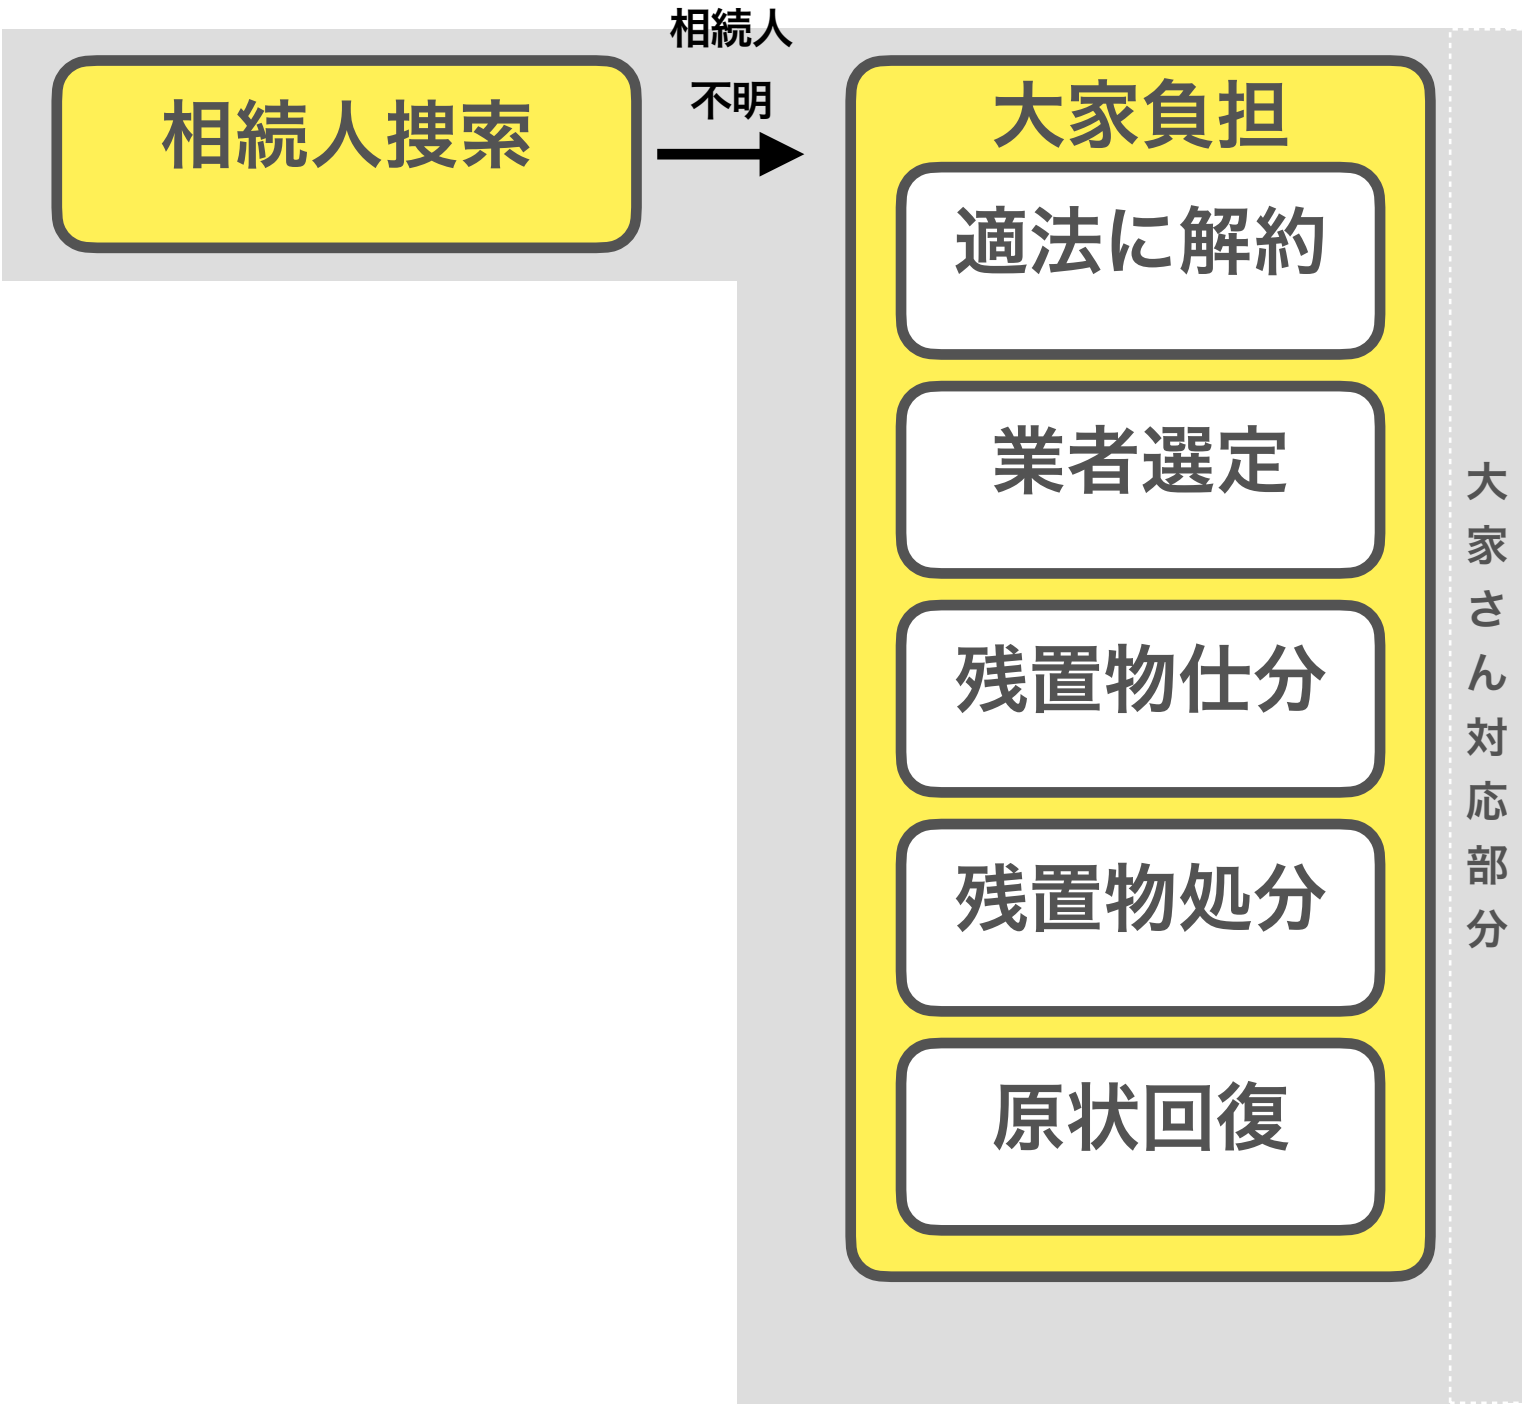 相続人捜索
相続人
不明
大家負担
適法に解約
業者選定
残置物仕分
残置物処分
原状回復
大家さん対応部分